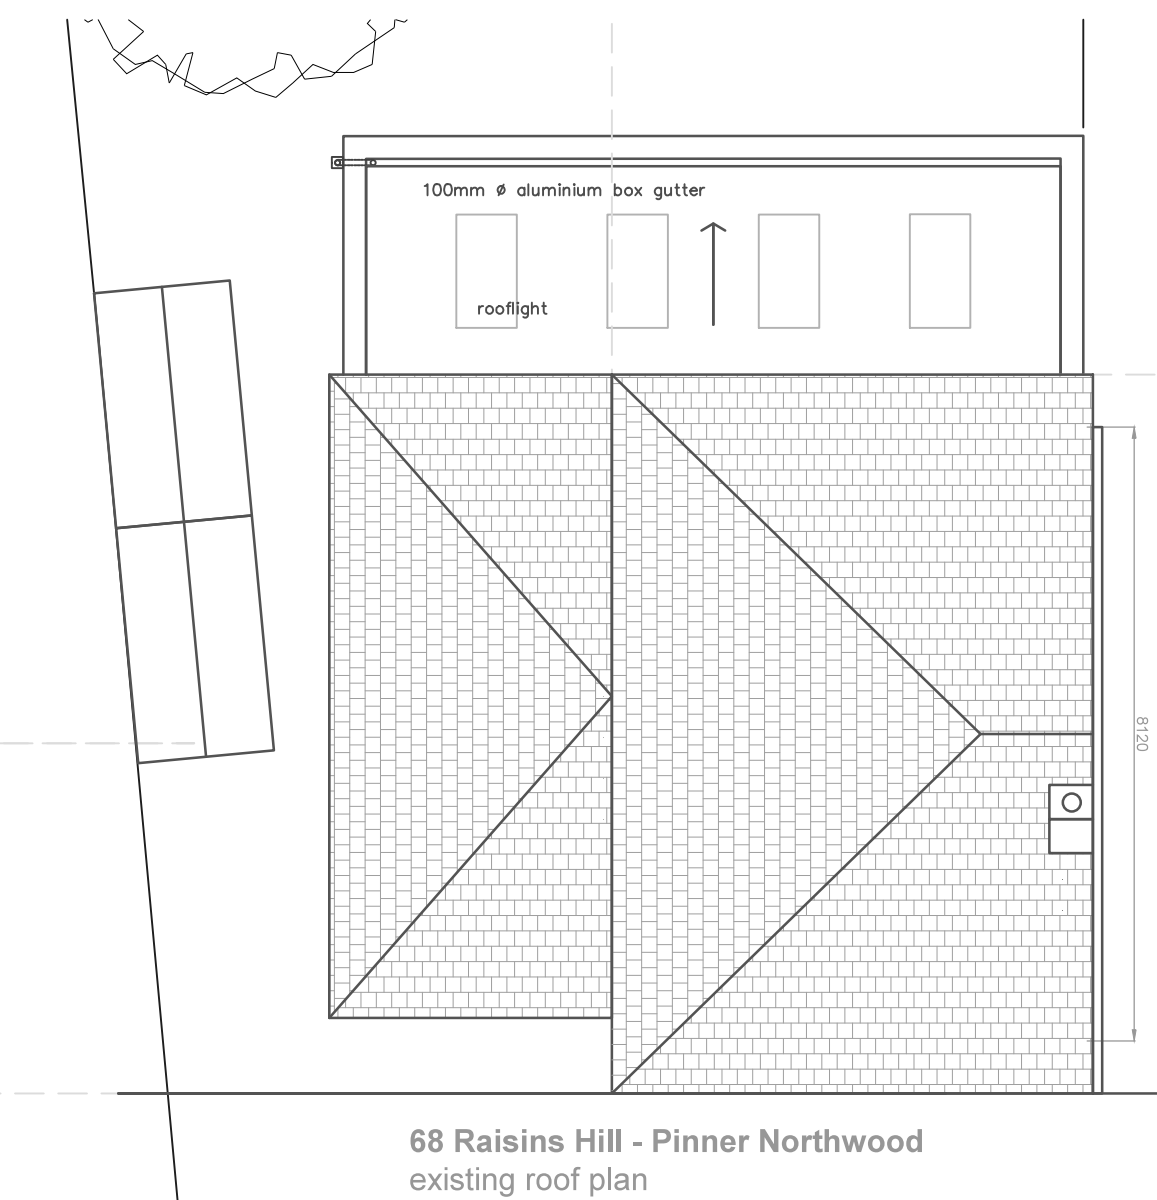 100mm Ø aluminium box gutter
rooflight
8120
68 Raisins Hill - Pinner Northwood
existing roof plan